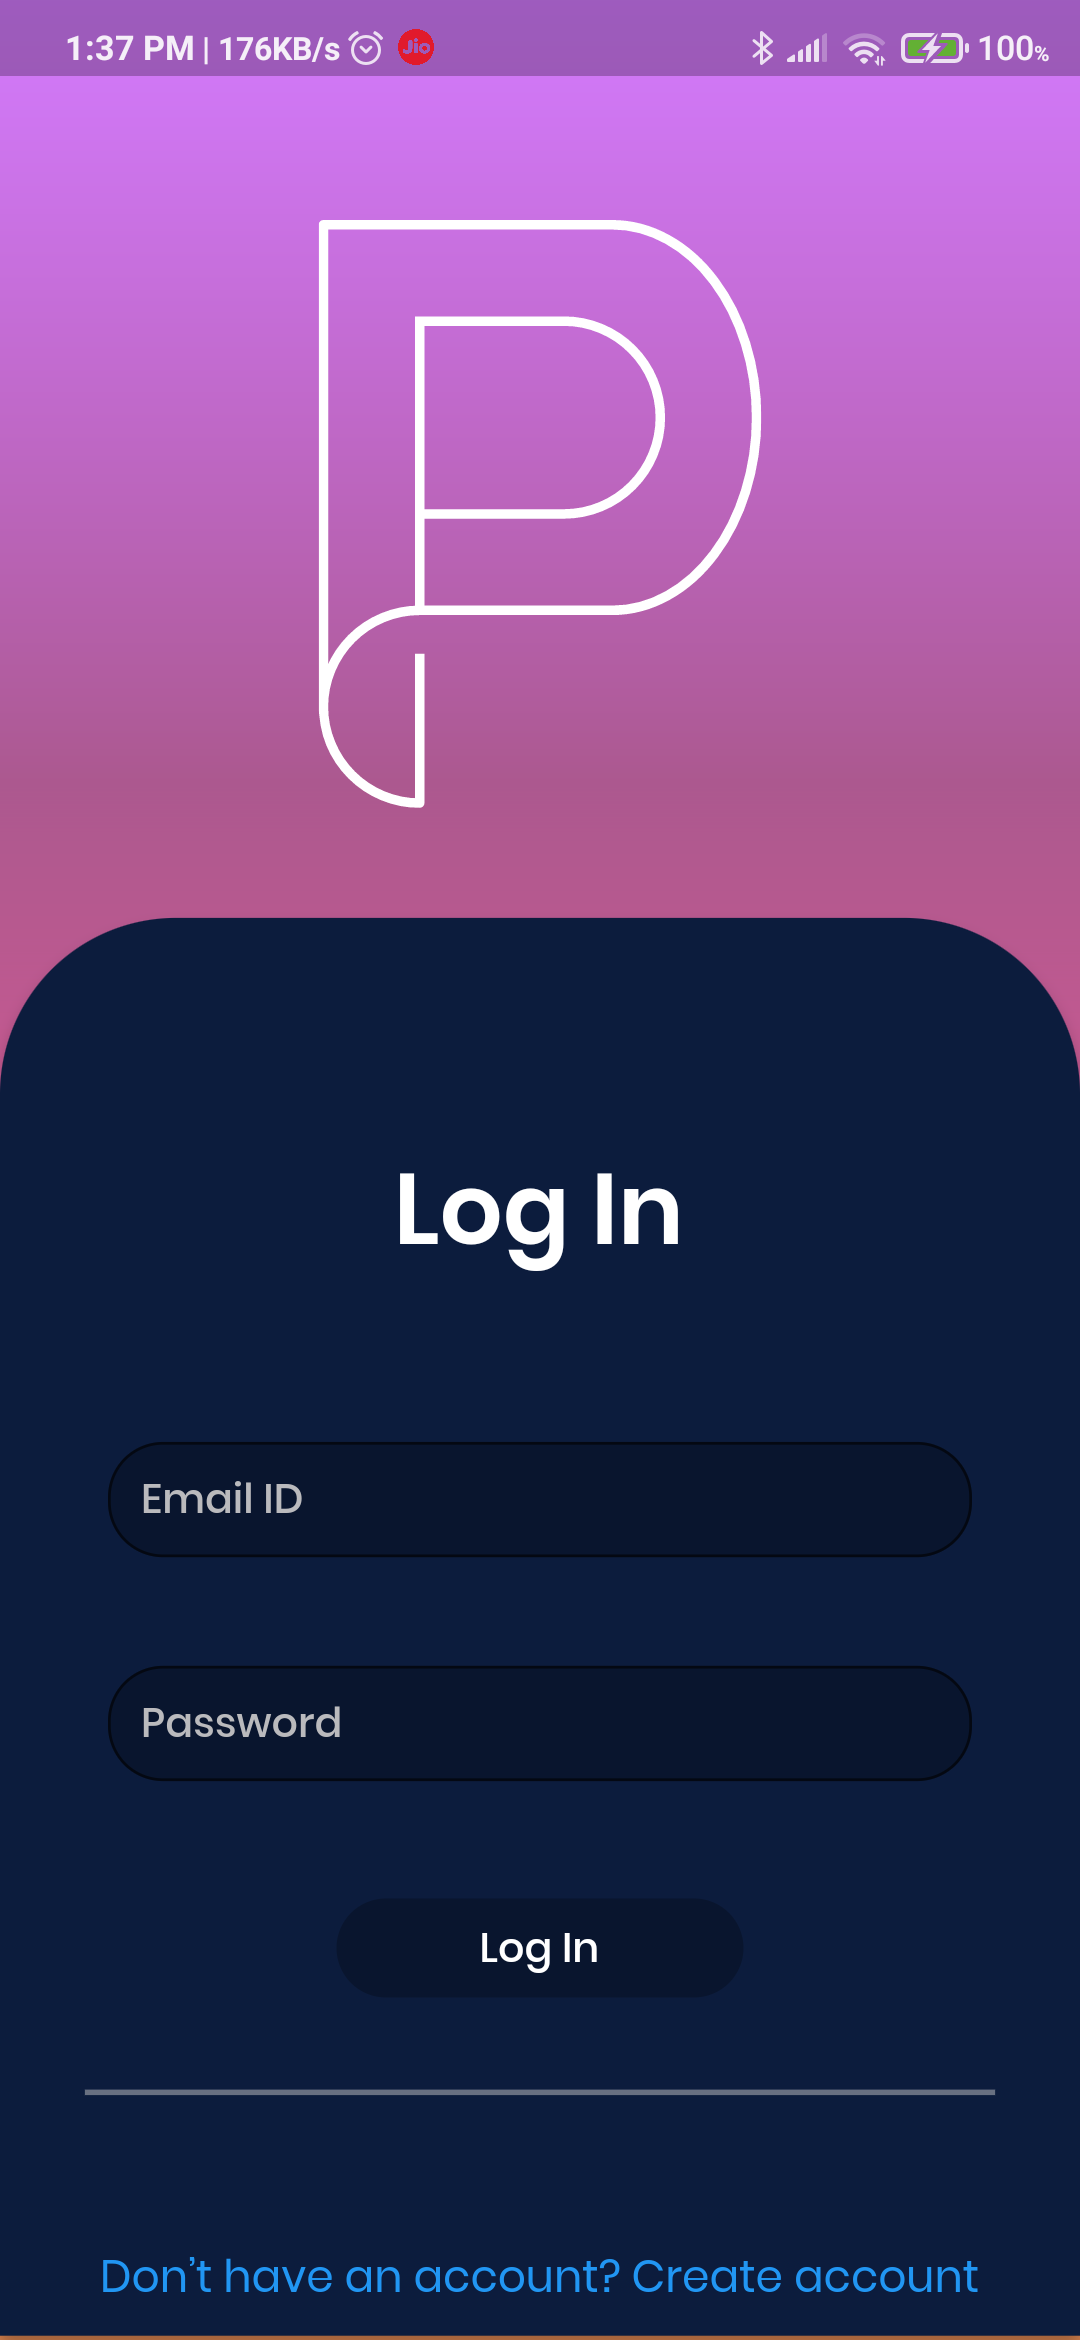 1:37 PM | 176KB/s Jio 100%
P
Log In
Email ID
Password
Log In
Don't have an account? Create account